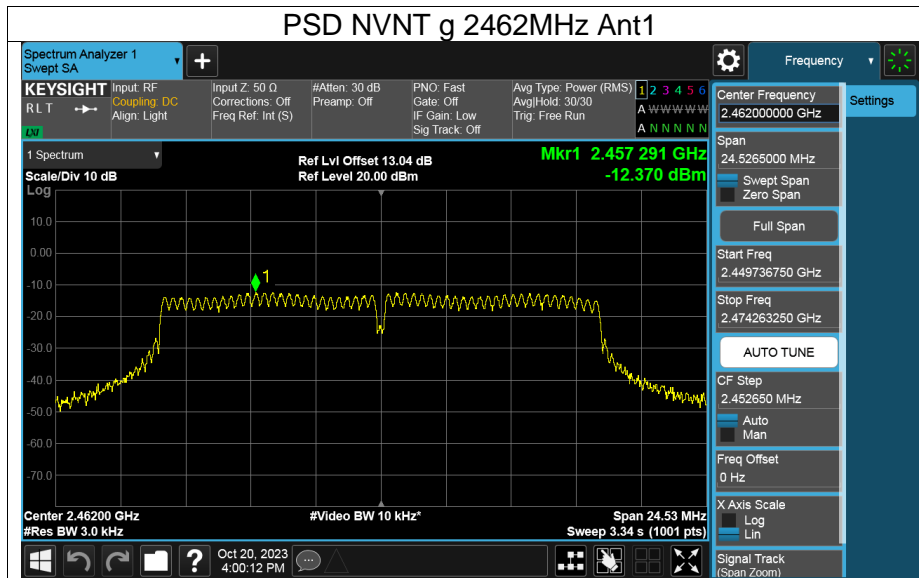 PSD NVNT g 2462MHz Ant1
Spectrum Analyzer 1
Swept SA
+
Frequency
KEYSIGHT
R L T
LXI
Input: RF
Coupling: DC
Align: Light
Input Z: 50 Ω
Corrections: Off
Freq Ref: Int (S)
#Atten: 30 dB
Preamp: Off
PNO: Fast
Gate: Off
IF Gain: Low
Sig Track: Off
Avg Type: Power (RMS)
Avg|Hold: 30/30
Trig: Free Run
1 2 3 4 5 6
A W W W W W
A N N N N N
1 Spectrum
Scale/Div 10 dB
Log
Ref Lvl Offset 13.04 dB
Ref Level 20.00 dBm
Mkr1 2.457 291 GHz
-12.370 dBm
10.0
0.00
-10.0
-20.0
-30.0
-40.0
-50.0
-60.0
-70.0
1
Center 2.46200 GHz
#Res BW 3.0 kHz
#Video BW 10 kHz*
Span 24.53 MHz
Sweep 3.34 s (1001 pts)
Oct 20, 2023
4:00:12 PM
?
Center Frequency
2.462000000 GHz
Settings
Span
24.5265000 MHz
Swept Span
Zero Span
Full Span
Start Freq
2.449736750 GHz
Stop Freq
2.474263250 GHz
AUTO TUNE
CF Step
2.452650 MHz
Auto
Man
Freq Offset
0 Hz
X Axis Scale
Log
Lin
Signal Track
(Span Zoom)